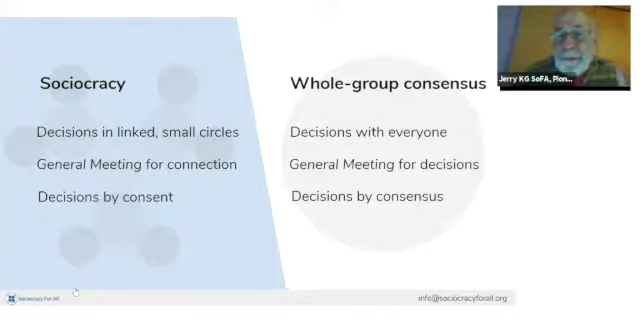 Sociocracy
Decisions in linked, small circles
General Meeting for connection
Decisions by consent
Whole-group consensus
Decisions with everyone
General Meeting for decisions
Decisions by consensus
Jerry KG SoFA, Pion...
Sociocracy For All
info@sociocracyforall.org